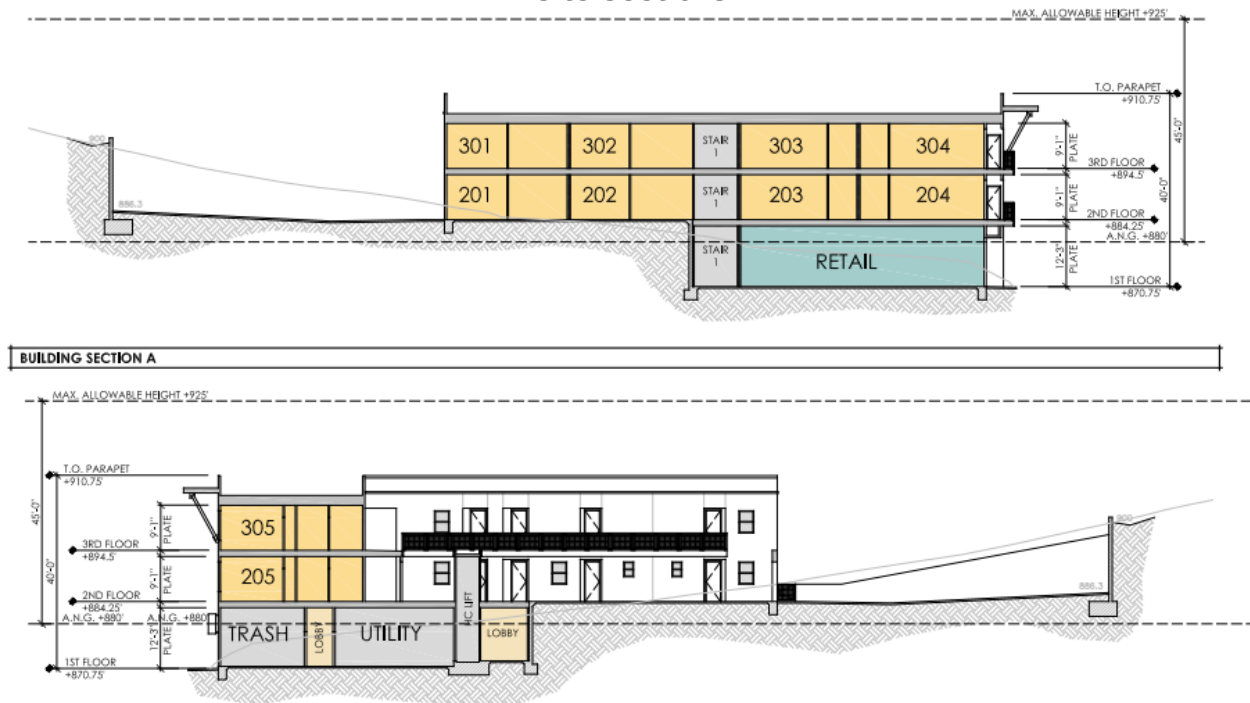 MAX. ALLOWABLE HEIGHT +925'
T.O. PARAPET
+910.75'
900
301 302 STAIR 1 303 304
9'-1" PLATE
45'-0"
3RD FLOOR
+894.5'
886.3
201 202 STAIR 1 203 204
9'-1" PLATE
40'-0"
2ND FLOOR
+884.25'
A.N.G. +880'
STAIR 1 RETAIL
12'-3" PLATE
1ST FLOOR
+870.75'
BUILDING SECTION A
MAX. ALLOWABLE HEIGHT +925'
T.O. PARAPET
+910.75'
45'-0"
40'-0"
9'-1" PLATE
305
900
3RD FLOOR
+894.5'
9'-1" PLATE
205
886.3
2ND FLOOR
+884.25'
A.N.G. +880' A.N.G. +880'
12'-3" PLATE
TRASH LOBBY UTILITY HC LIFT LOBBY
1ST FLOOR
+870.75'